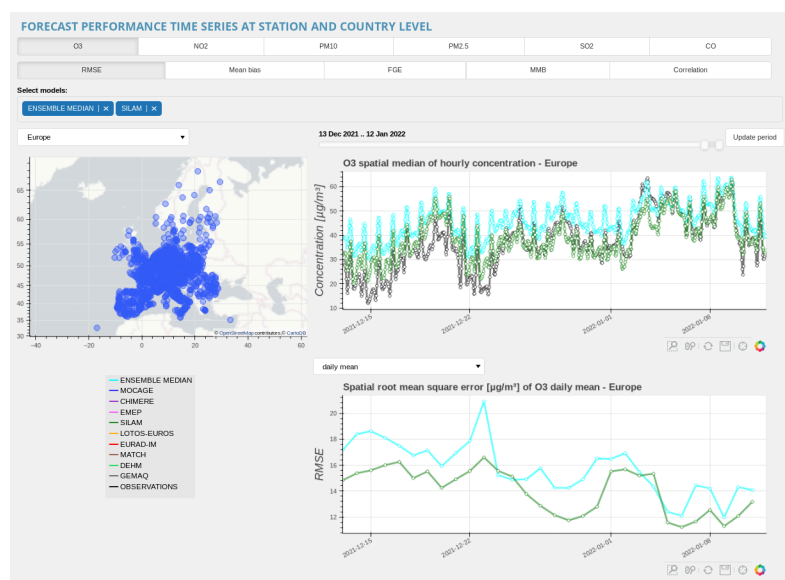 FORECAST PERFORMANCE TIME SERIES AT STATION AND COUNTRY LEVEL
O3 NO2 PM10 PM2.5 SO2 CO
RMSE Mean bias FGE MMB Correlation
Select models:
ENSEMBLE MEDIAN | × SILAM | ×
Europe
13 Dec 2021 .. 12 Jan 2022
Update period
65
60
55
50
45
40
35
30
−40 −20 0 20 40 60
© OpenStreetMap contributors,© CartoDB
O3 spatial median of hourly concentration - Europe
Concentration [µg/m³]
60
50
40
30
20
10
2021-12-15 2021-12-22 2022-01-01 2022-01-08
daily mean
ENSEMBLE MEDIAN
MOCAGE
CHIMERE
EMEP
SILAM
LOTOS-EUROS
EURAD-IM
MATCH
DEHM
GEMAQ
OBSERVATIONS
Spatial root mean square error [µg/m³] of O3 daily mean - Europe
RMSE
20
18
16
14
12
2021-12-15 2021-12-22 2022-01-01 2022-01-08